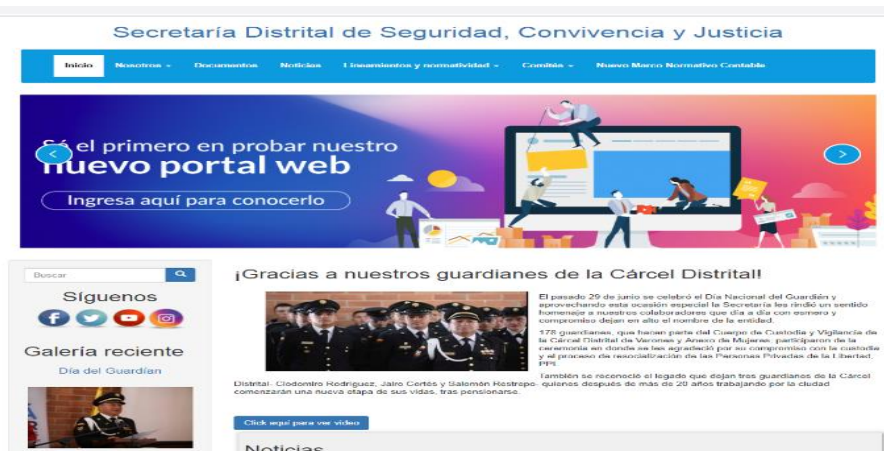 Secretaría Distrital de Seguridad, Convivencia y Justicia
Inicio Nosotros Documentos Noticias Lineamientos y normatividad Comités Nuevo Marco Normativo Contable
Sé el primero en probar nuestro
nuevo portal web
Ingresa aquí para conocerlo
Buscar
Síguenos
Galería reciente
Día del Guardían
¡Gracias a nuestros guardianes de la Cárcel Distrital!
El pasado 29 de junio se celebró el Día Nacional del Guardián y
aprovechando esta ocasión especial la Secretaría les rindió un sentido
homenaje a nuestros colaboradores que día a día con esmero y
compromiso dejan en alto el nombre de la entidad.
178 guardianes, que hacen parte del Cuerpo de Custodia y Vigilancia de
la Cárcel Distrital de Varones y Anexo de Mujeres, participaron de la
ceremonia en donde se les agradeció por su compromiso con la custodia
y el proceso de resocialización de las Personas Privadas de la Libertad,
PPL.
También se reconoció el legado que dejan tres guardianes de la Cárcel
Distrital- Clodomiro Rodríguez, Jairo Cortés y Salomón Restrepo- quienes después de más de 20 años trabajando por la ciudad
comenzarán una nueva etapa de sus vidas, tras pensionarse.
Click aquí para ver video
Noticias